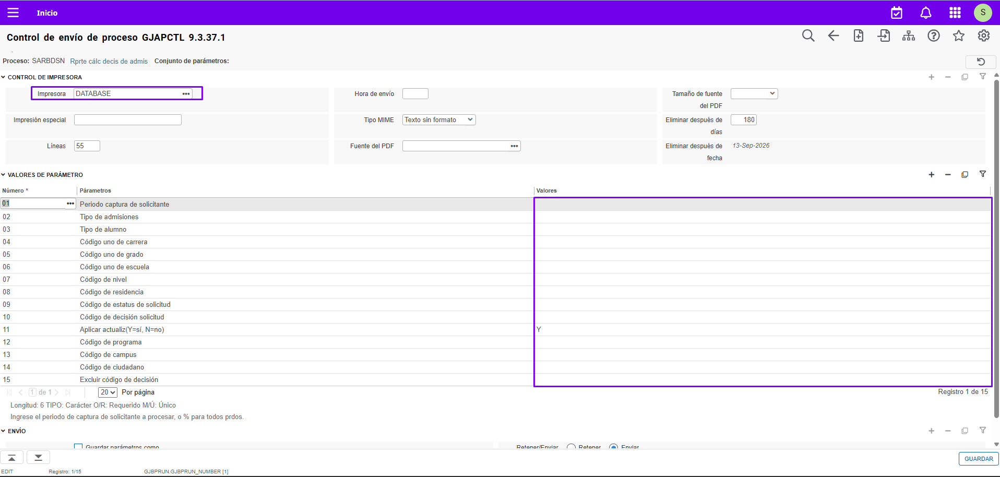 Inicio
S
Control de envío de proceso GJAPCTL 9.3.37.1
Proceso: SARBDSN Rprte cálc decis de admis Conjunto de parámetros:
CONTROL DE IMPRESORA
Impresora DATABASE ••• Hora de envío Tamaño de fuente del PDF
Impresión especial Tipo MIME Texto sin formato Eliminar después de días 180
Líneas 55 Fuente del PDF ••• Eliminar después de fecha 13-Sep-2026
VALORES DE PARÁMETRO
Número * Párametros Valores
01 ••• Periodo captura de solicitante
02 Tipo de admisiones
03 Tipo de alumno
04 Código uno de carrera
05 Código uno de grado
06 Código uno de escuela
07 Código de nivel
08 Código de residencia
09 Código de estatus de solicitud
10 Código de decisión solicitud
11 Aplicar actualiz(Y=sí, N=no) Y
12 Código de programa
13 Código de campus
14 Código de ciudadano
15 Excluir código de decisión
1 de 1 20 Por página Registro 1 de 15
Longitud: 6 TIPO: Carácter O/R: Requerido M/Ú: Único
Ingrese el periodo de captura de solicitante a procesar, o % para todos prdos.
ENVÍO
Guardar parámetros como Retener/Enviar Retener Enviar
GUARDAR
EDIT Registro: 1/15 GJBPRUN.GJBPRUN_NUMBER [1]